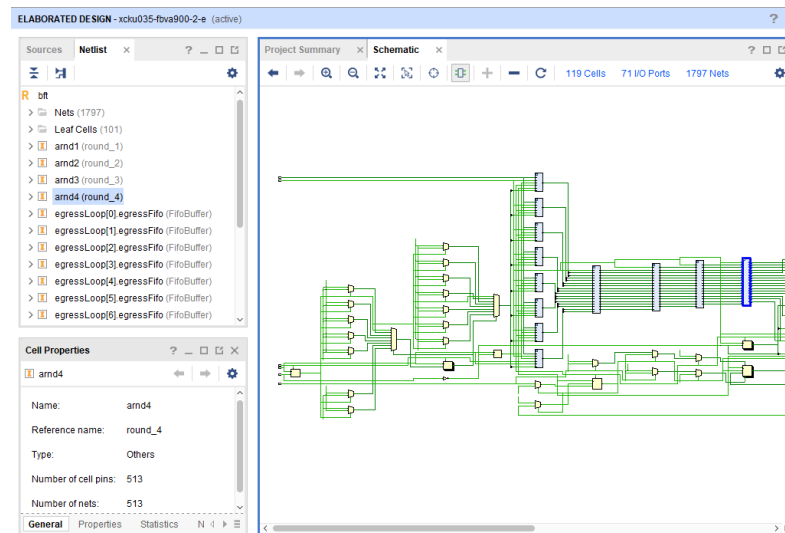 ELABORATED DESIGN - xcku035-fbva900-2-e (active) ?
Sources Netlist × ?
bft
Nets (1797)
Leaf Cells (101)
arnd1 (round_1)
arnd2 (round_2)
arnd3 (round_3)
arnd4 (round_4)
egressLoop[0].egressFifo (FifoBuffer)
egressLoop[1].egressFifo (FifoBuffer)
egressLoop[2].egressFifo (FifoBuffer)
egressLoop[3].egressFifo (FifoBuffer)
egressLoop[4].egressFifo (FifoBuffer)
egressLoop[5].egressFifo (FifoBuffer)
egressLoop[6].egressFifo (FifoBuffer)
Cell Properties ?
arnd4
Name: arnd4
Reference name: round_4
Type: Others
Number of cell pins: 513
Number of nets: 513
General Properties Statistics N
Project Summary × Schematic × ?
119 Cells 71 I/O Ports 1797 Nets